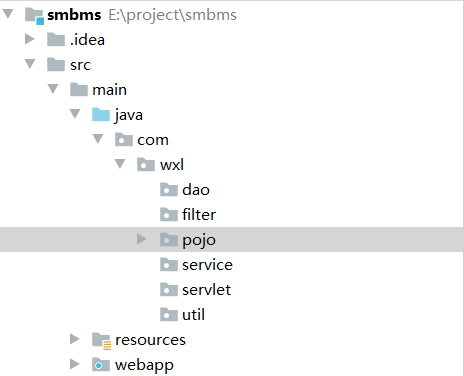 smbms E:\project\smbms
.idea
src
main
java
com
wxl
dao
filter
pojo
service
servlet
util
resources
webapp